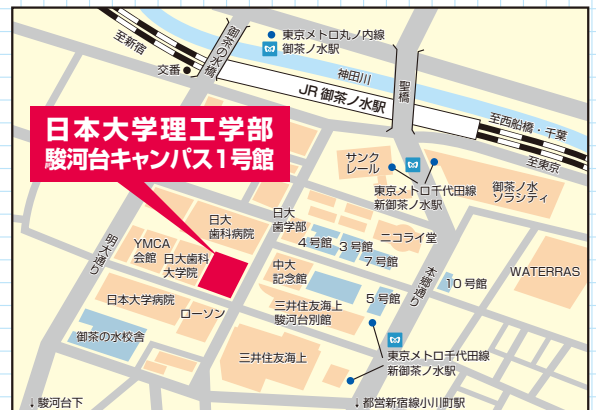 至新宿
御茶の水橋
東京メトロ丸ノ内線
御茶ノ水駅
交番
神田川
聖橋
JR 御茶ノ水駅
至西船橋・千葉
至東京
日本大学理工学部
駿河台キャンパス1号館
サンク
レール
東京メトロ千代田線
新御茶ノ水駅
御茶ノ水
ソラシティ
日大
歯科病院
日大
歯学部
4号館
3号館
7号館
ニコライ堂
明大通り
YMCA
会館
日大歯科
大学院
中大
記念館
本郷通り
10号館
WATERRAS
日本大学病院
ローソン
三井住友海上
駿河台別館
5号館
御茶の水校舎
三井住友海上
東京メトロ千代田線
新御茶ノ水駅
↓駿河台下
↓都営新宿線小川町駅